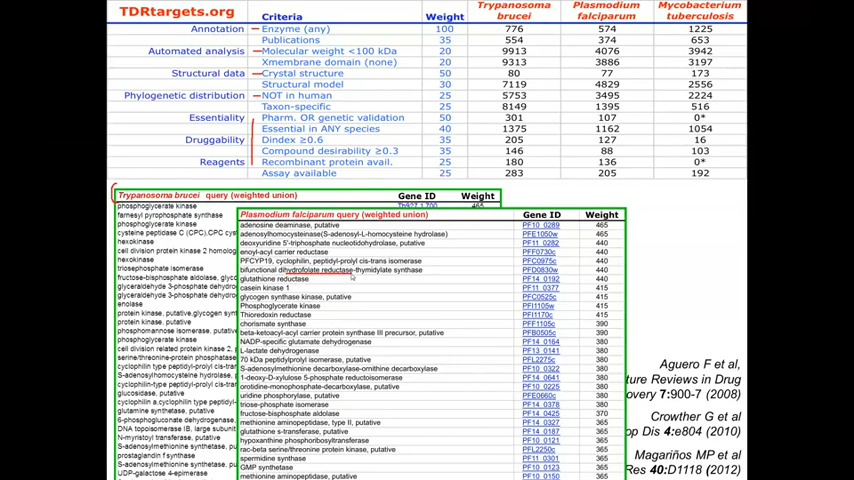 TDRtargets.org Criteria Weight Trypanosoma brucei Plasmodium falciparum Mycobacterium tuberculosis
Annotation Enzyme (any) 100 776 574 1225
Publications 35 554 374 653
Automated analysis Molecular weight <100 kDa 20 9913 4076 3942
Xmembrane domain (none) 20 9313 3886 3197
Structural data Crystal structure 50 80 77 173
Structural model 30 7119 4829 2556
Phylogenetic distribution NOT in human 25 5753 3495 2224
Taxon-specific 25 8149 1395 516
Essentiality Pharm. OR genetic validation 50 301 107 0*
Essential in ANY species 40 1375 1162 1054
Druggability Dindex ≥0.6 35 205 127 16
Compound desirability ≥0.3 35 146 88 103
Reagents Recombinant protein avail. 25 180 136 0*
Assay available 25 283 205 192
Trypanosoma brucei query (weighted union) Gene ID Weight
phosphoglycerate kinase Tb927.1.700 465
farnesyl pyrophosphate synthase
phosphoglycerate kinase
cysteine peptidase C (CPC),CPC
hexokinase
cell division protein kinase 2 homolog
hexokinase
triosephosphate isomerase
fructose-bisphosphate aldolase,
glyceraldehyde 3-phosphate
glyceraldehyde 3-phosphate
enolase
protein kinase, putative,glycogen
protein kinase, putative
phosphomannose isomerase, putative
phosphoglycerate kinase
cell division related protein kinase 2,
serine/threonine-protein phosphatase
cyclophilin type peptidyl-prolyl
S-adenosylhomocysteine hydrolase,
cyclophilin-type peptidyl-prolyl
glucosidase, putative
cyclophilin a,cyclophilin type
glutamine synthetase, putative
6-phosphogluconate
DNA topoisomerase IB, large subunit
N-myristoyl transferase, putative
S-adenosylmethionine synthetase,
prostaglandin f synthase
S-adenosylmethionine synthetase,
UDP-galactose 4-epimerase
Plasmodium falciparum query (weighted union) Gene ID Weight
adenosine deaminase, putative PF10_0289 465
adenosylhomocysteinase(S-adenosyl-L-homocysteine hydrolase) PFE1050w 465
deoxyuridine 5'-triphosphate nucleotidohydrolase, putative PF11_0282 440
enoyl-acyl carrier reductase PFF0730c 440
PFCYP19, cyclophilin, peptidyl-prolyl cis-trans isomerase PFC0975c 440
bifunctional dihydrofolate reductase-thymidylate synthase PFD0830w 440
glutathione reductase PF14_0192 440
casein kinase 1 PF11_0377 415
glycogen synthase kinase, putative PFC0525c 415
Phosphoglycerate kinase PFI1105w 415
Thioredoxin reductase PFI1170c 415
chorismate synthase PFF1105c 390
beta-ketoacyl-acyl carrier protein synthase III precursor, putative PFB0505c 390
NADP-specific glutamate dehydrogenase PF14_0164 380
L-lactate dehydrogenase PF13_0141 380
70 kDa peptidylprolyl isomerase, putative PFL2275c 380
S-adenosylmethionine decarboxylase-ornithine decarboxylase PF10_0322 380
1-deoxy-D-xylulose 5-phosphate reductoisomerase PF14_0641 380
orotidine-monophosphate-decarboxylase, putative PF10_0225 380
uridine phosphorylase, putative PFE0660c 380
triose-phosphate isomerase PF14_0378 380
fructose-bisphosphate aldolase PF14_0425 370
methionine aminopeptidase, type II, putative PF14_0327 365
glutathione s-transferase, putative PF14_0187 365
hypoxanthine phosphoribosyltransferase PF10_0121 365
rac-beta serine/threonine protein kinase, putative PFL2250c 365
spermidine synthase PF11_0301 365
GMP synthetase PF10_0123 365
methionine aminopeptidase, putative PF10_0150 365
Aguero F et al,
ture Reviews in Drug
overy 7:900-7 (2008)
Crowther G et al
op Dis 4:e804 (2010)
Magariños MP et al
Res 40:D1118 (2012)